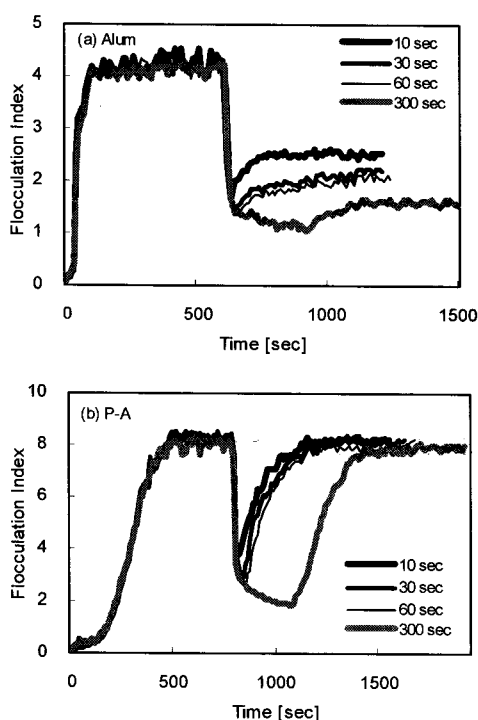 (a) Alum
10 sec
30 sec
60 sec
300 sec
5
4
3
2
1
0
Flocculation Index
0 500 1000 1500
Time [sec]
(b) P-A
10
8
6
4
2
0
Flocculation Index
10 sec
30 sec
60 sec
300 sec
0 500 1000 1500
Time [sec]